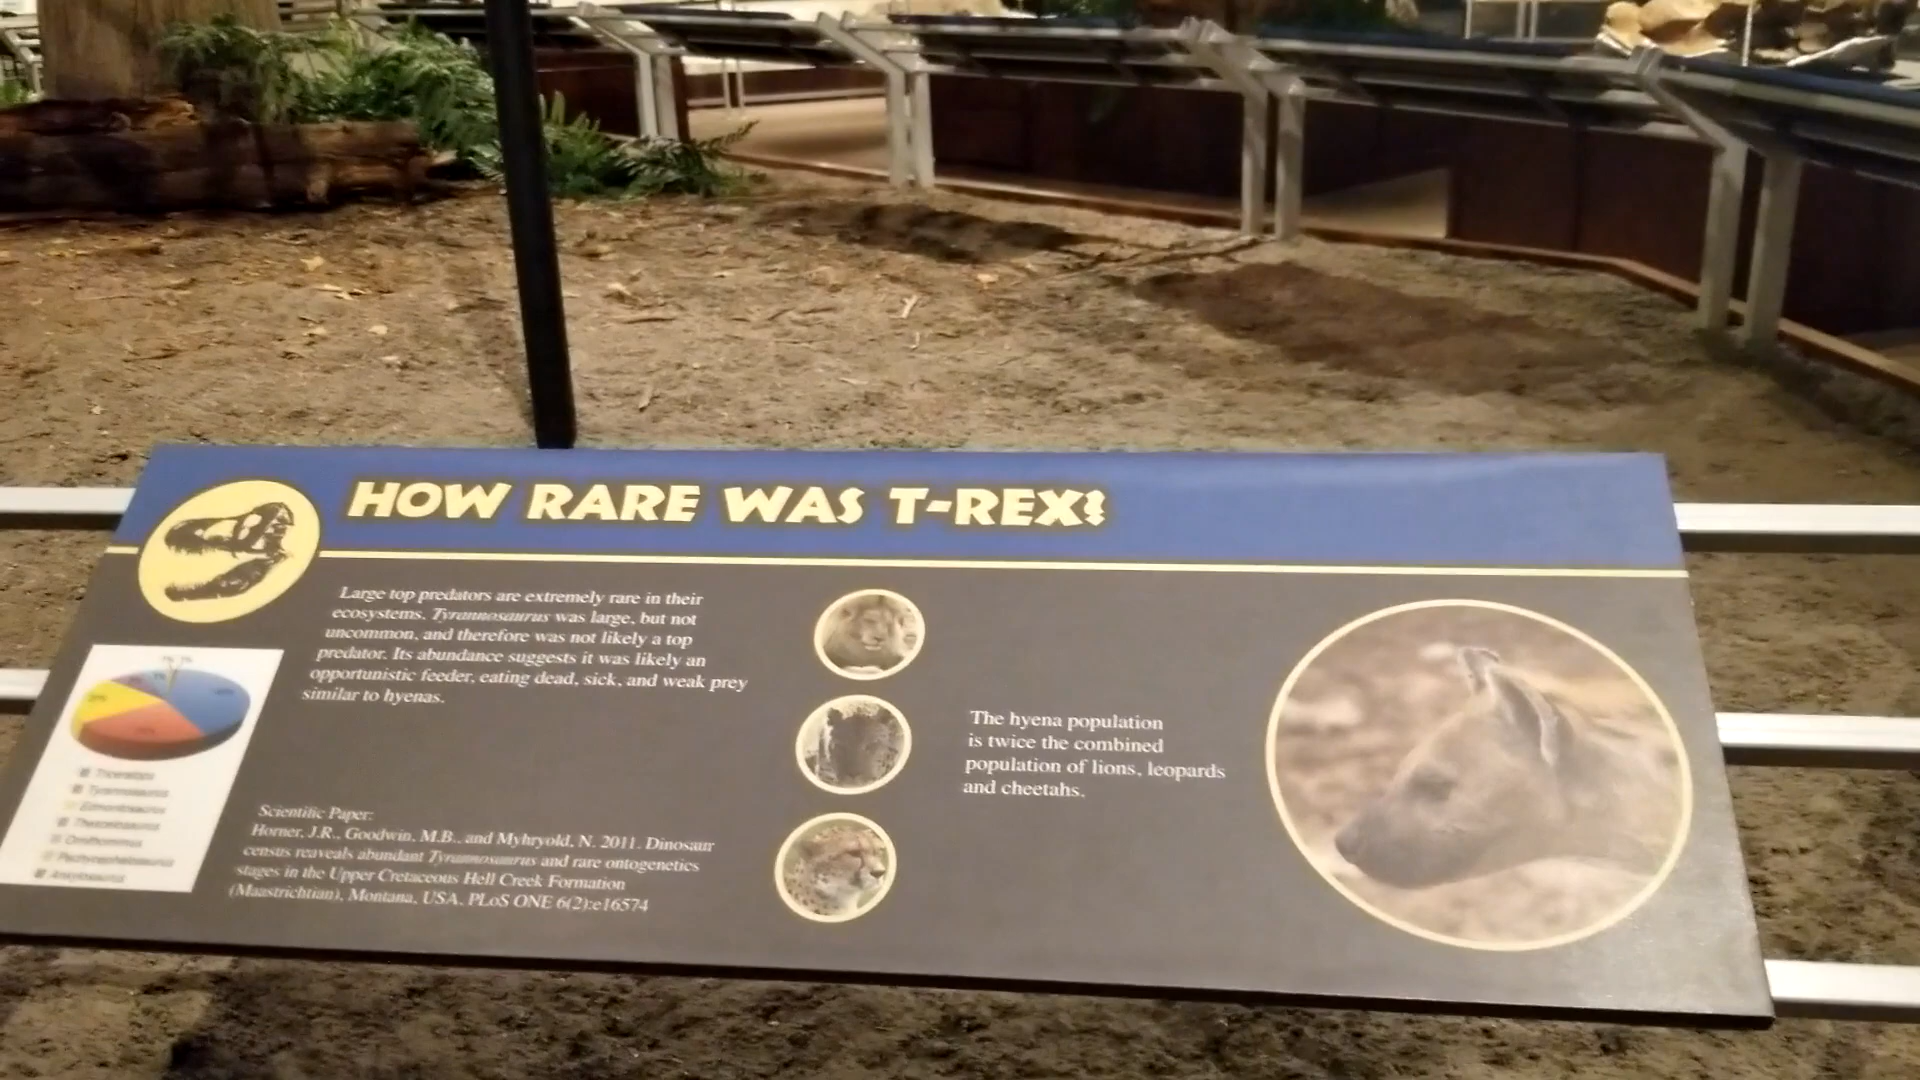 HOW RARE WAS T-REX?
Large top predators are extremely rare in their
ecosystems. Tyrannosaurus was large, but not
uncommon, and therefore was not likely a top
predator. Its abundance suggests it was likely an
opportunistic feeder, eating dead, sick, and weak prey
similar to hyenas.
Triceratops
Tyrannosaurus
Edmontosaurus
Thescelosaurus
Ornithomimus
Pachycephalosaurus
Ankylosaurus
Scientific Paper:
Horner, J.R., Goodwin, M.B., and Myhryold, N. 2011. Dinosaur
census reaveals abundant Tyrannosaurus and rare ontogenetics
stages in the Upper Cretaceous Hell Creek Formation
(Maastrichtian), Montana, USA. PLoS ONE 6(2):e16574
The hyena population
is twice the combined
population of lions, leopards
and cheetahs.